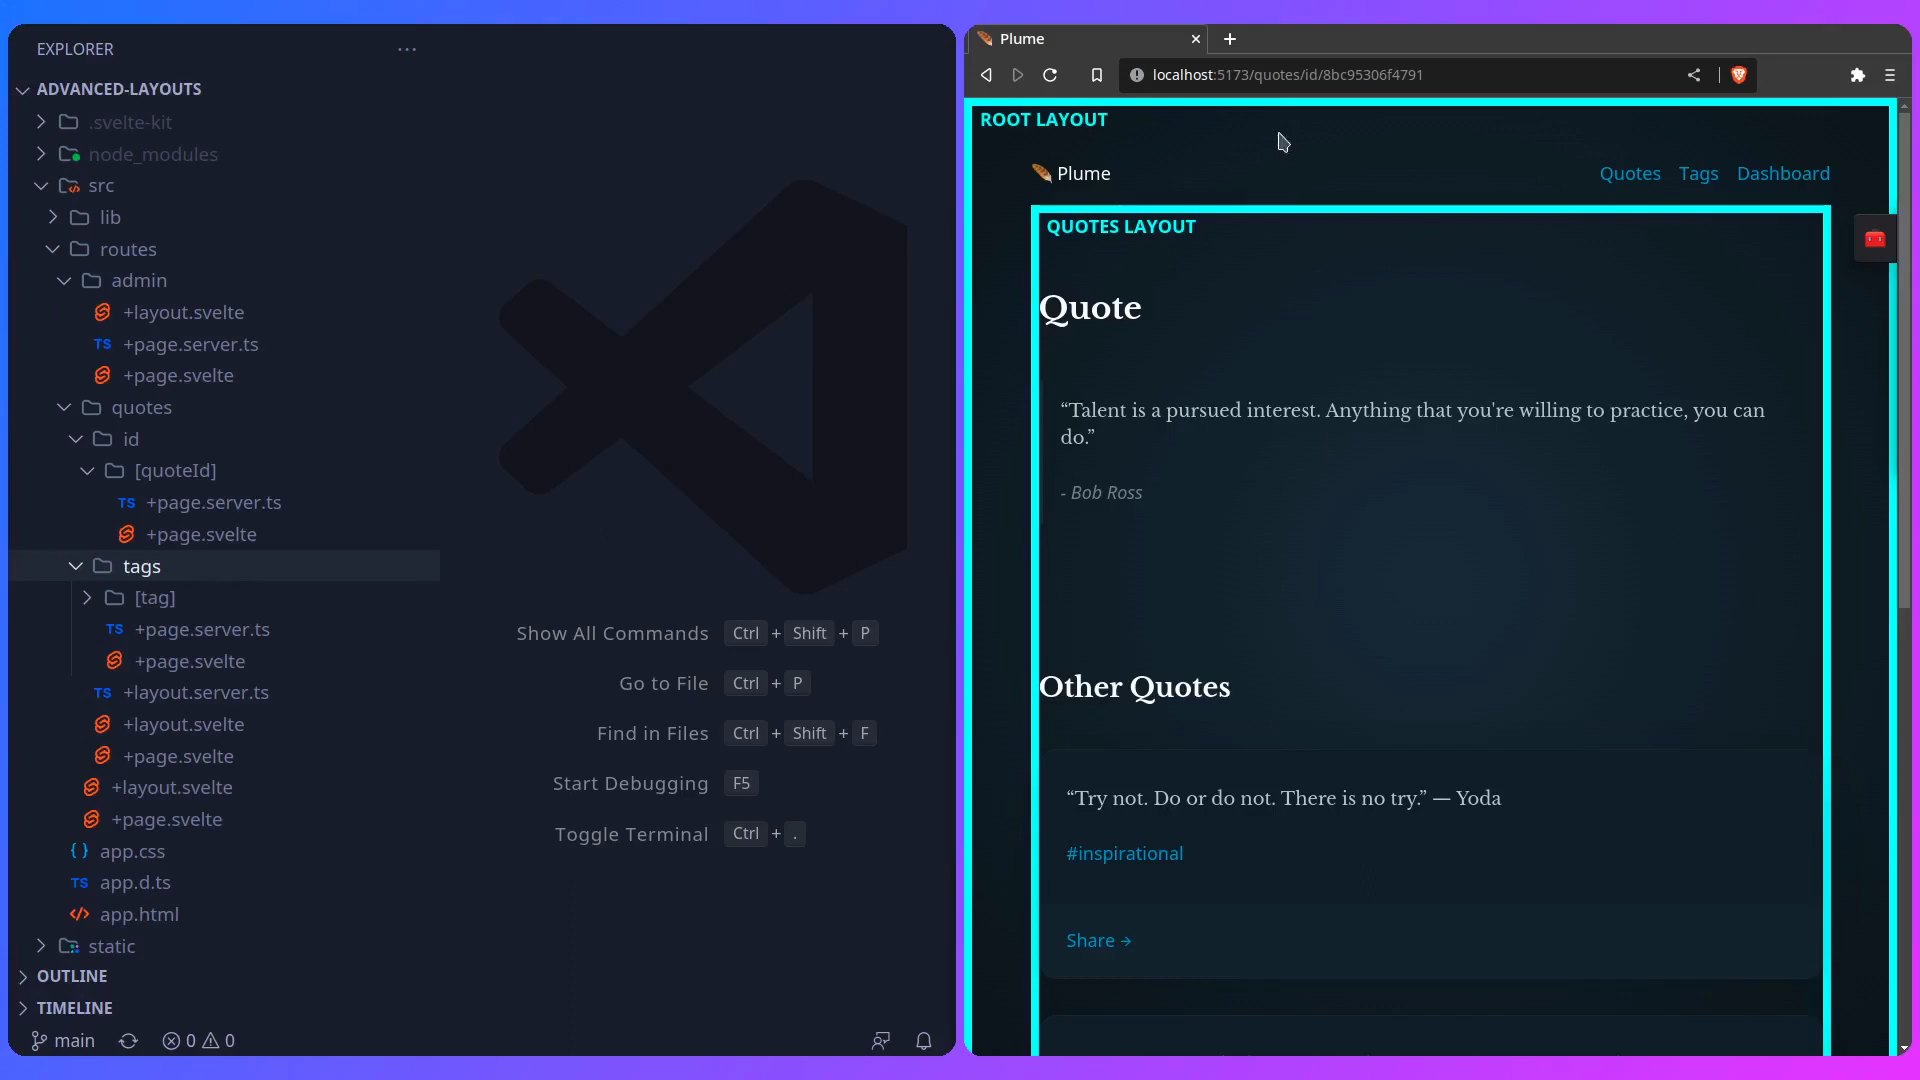 EXPLORER
ADVANCED-LAYOUTS
.svelte-kit
node_modules
src
lib
routes
admin
+layout.svelte
TS +page.server.ts
+page.svelte
quotes
id
[quoteId]
TS +page.server.ts
+page.svelte
tags
[tag]
TS +page.server.ts
+page.svelte
TS +layout.server.ts
+layout.svelte
+page.svelte
+layout.svelte
+page.svelte
{ } app.css
TS app.d.ts
</> app.html
static
OUTLINE
TIMELINE
main 0 0
Show All Commands Ctrl + Shift + P
Go to File Ctrl + P
Find in Files Ctrl + Shift + F
Start Debugging F5
Toggle Terminal Ctrl + .
Plume
localhost:5173/quotes/id/8bc95306f4791
ROOT LAYOUT
Plume
Quotes Tags Dashboard
QUOTES LAYOUT
Quote
“Talent is a pursued interest. Anything that you're willing to practice, you can
do.”
- Bob Ross
Other Quotes
“Try not. Do or do not. There is no try.” — Yoda
#inspirational
Share →